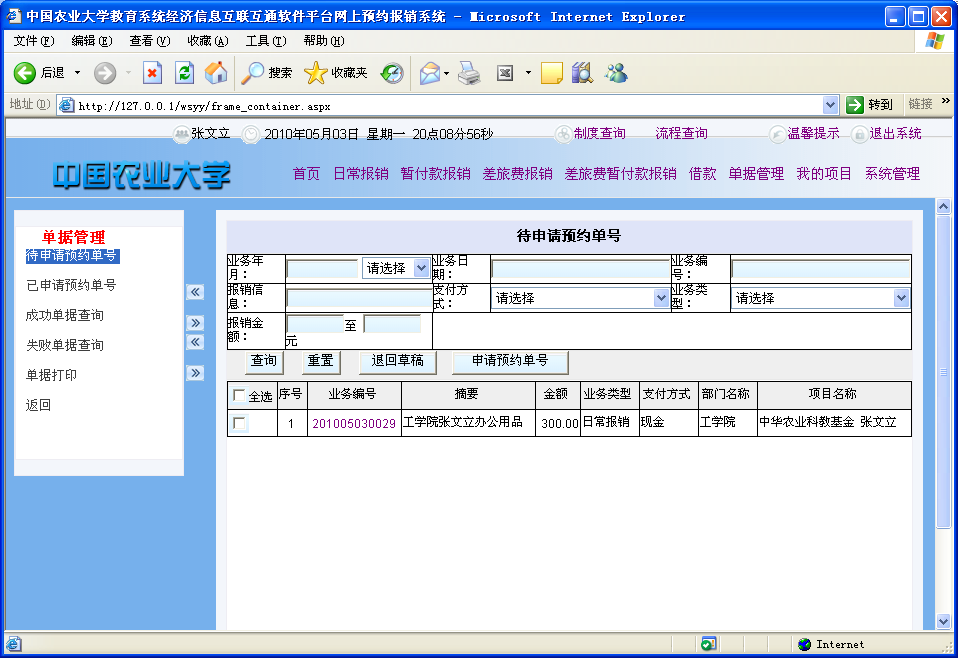 中国农业大学教育系统经济信息互联互通软件平台网上预约报销系统 - Microsoft Internet Explorer
文件(F) 编辑(E) 查看(V) 收藏(A) 工具(T) 帮助(H)
后退 搜索 收藏夹
地址(D) http://127.0.0.1/wsyy/frame_container.aspx 转到 链接 »
张文立 2010年05月03日 星期一 20点08分56秒 制度查询 流程查询 温馨提示 退出系统
中国农业大学
首页 日常报销 暂付款报销 差旅费报销 差旅费暂付款报销 借款 单据管理 我的项目 系统管理
单据管理
待申请预约单号
已申请预约单号
成功单据查询
失败单据查询
单据打印
返回
«
»
«
»
待申请预约单号
业务年月： 请选择 业务日期： 业务编号：
报销信息： 支付方式： 请选择 业务类型： 请选择
报销金额： 至 元
查询 重置 退回草稿 申请预约单号
全选 序号 业务编号 摘要 金额 业务类型 支付方式 部门名称 项目名称
1 201005030029 工学院张文立办公用品 300.00 日常报销 现金 工学院 中华农业科教基金 张文立
Internet